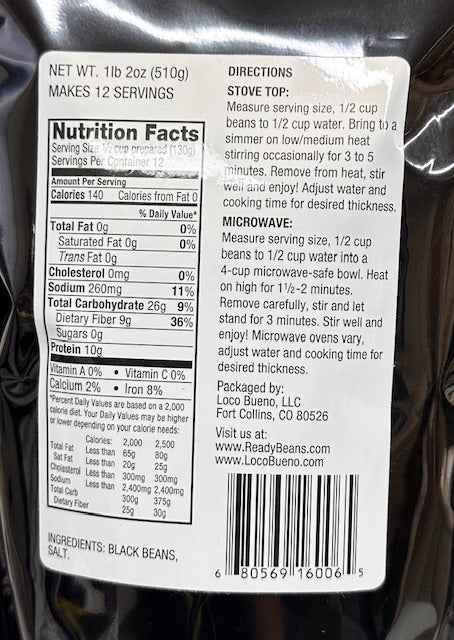 NET WT. 1lb 2oz (510g)
MAKES 12 SERVINGS
Nutrition Facts
Serving Size 1/2 cup prepared (130g)
Servings Per Container 12
Amount Per Serving
Calories 140 Calories from Fat 0
% Daily Value*
Total Fat 0g 0%
Saturated Fat 0g 0%
Trans Fat 0g
Cholesterol 0mg 0%
Sodium 260mg 11%
Total Carbohydrate 26g 9%
Dietary Fiber 9g 36%
Sugars 0g
Protein 10g
Vitamin A 0% • Vitamin C 0%
Calcium 2% • Iron 8%
*Percent Daily Values are based on a 2,000
calorie diet. Your Daily Values may be higher
or lower depending on your calorie needs:
Calories: 2,000 2,500
Total Fat Less than 65g 80g
Sat Fat Less than 20g 25g
Cholesterol Less than 300mg 300mg
Sodium Less than 2,400mg 2,400mg
Total Carb 300g 375g
Dietary Fiber 25g 30g
INGREDIENTS: BLACK BEANS,
SALT.
DIRECTIONS
STOVE TOP:
Measure serving size, 1/2 cup
beans to 1/2 cup water. Bring to a
simmer on low/medium heat
stirring occasionally for 3 to 5
minutes. Remove from heat, stir
well and enjoy! Adjust water and
cooking time for desired thickness.
MICROWAVE:
Measure serving size, 1/2 cup
beans to 1/2 cup water into a
4-cup microwave-safe bowl. Heat
on high for 1 1/2-2 minutes.
Remove carefully, stir and let
stand for 3 minutes. Stir well and
enjoy! Microwave ovens vary,
adjust water and cooking time for
desired thickness.
Packaged by:
Loco Bueno, LLC
Fort Collins, CO 80526
Visit us at:
www.ReadyBeans.com
www.LocoBueno.com
6 80569 16006 5